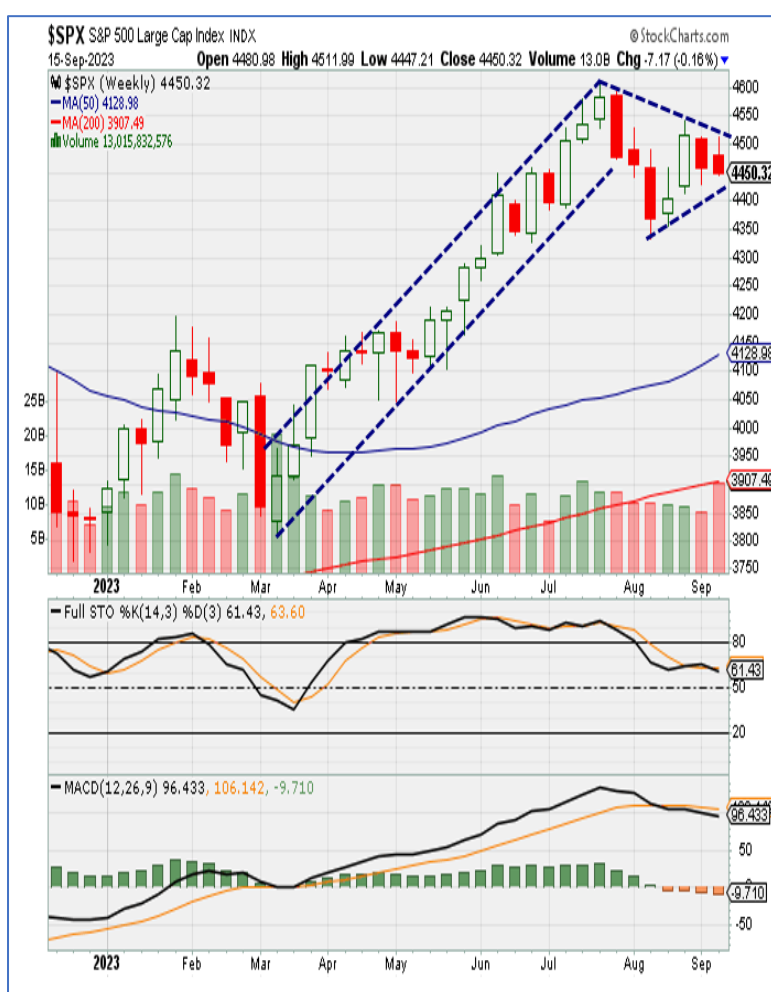 $SPX S&P 500 Large Cap Index INDX
© StockCharts.com
15-Sep-2023 Open 4480.98 High 4511.99 Low 4447.21 Close 4450.32 Volume 13.0B Chg -7.17 (-0.16%)
$SPX (Weekly) 4450.32
MA(50) 4128.98
MA(200) 3907.49
Volume 13,015,832,576
4600
4550
4500
4450.32
4400
4350
4300
4250
4200
4150
4128.98
4100
4050
4000
3950
3907.49
3850
3800
3750
25B
20B
15B
10B
5B
2023 Feb Mar Apr May Jun Jul Aug Sep
Full STO %K(14,3) %D(3) 61.43, 63.60
80
61.43
50
20
MACD(12,26,9) 96.433, 106.142, -9.710
96.433
50
-9.710
-50
2023 Feb Mar Apr May Jun Jul Aug Sep